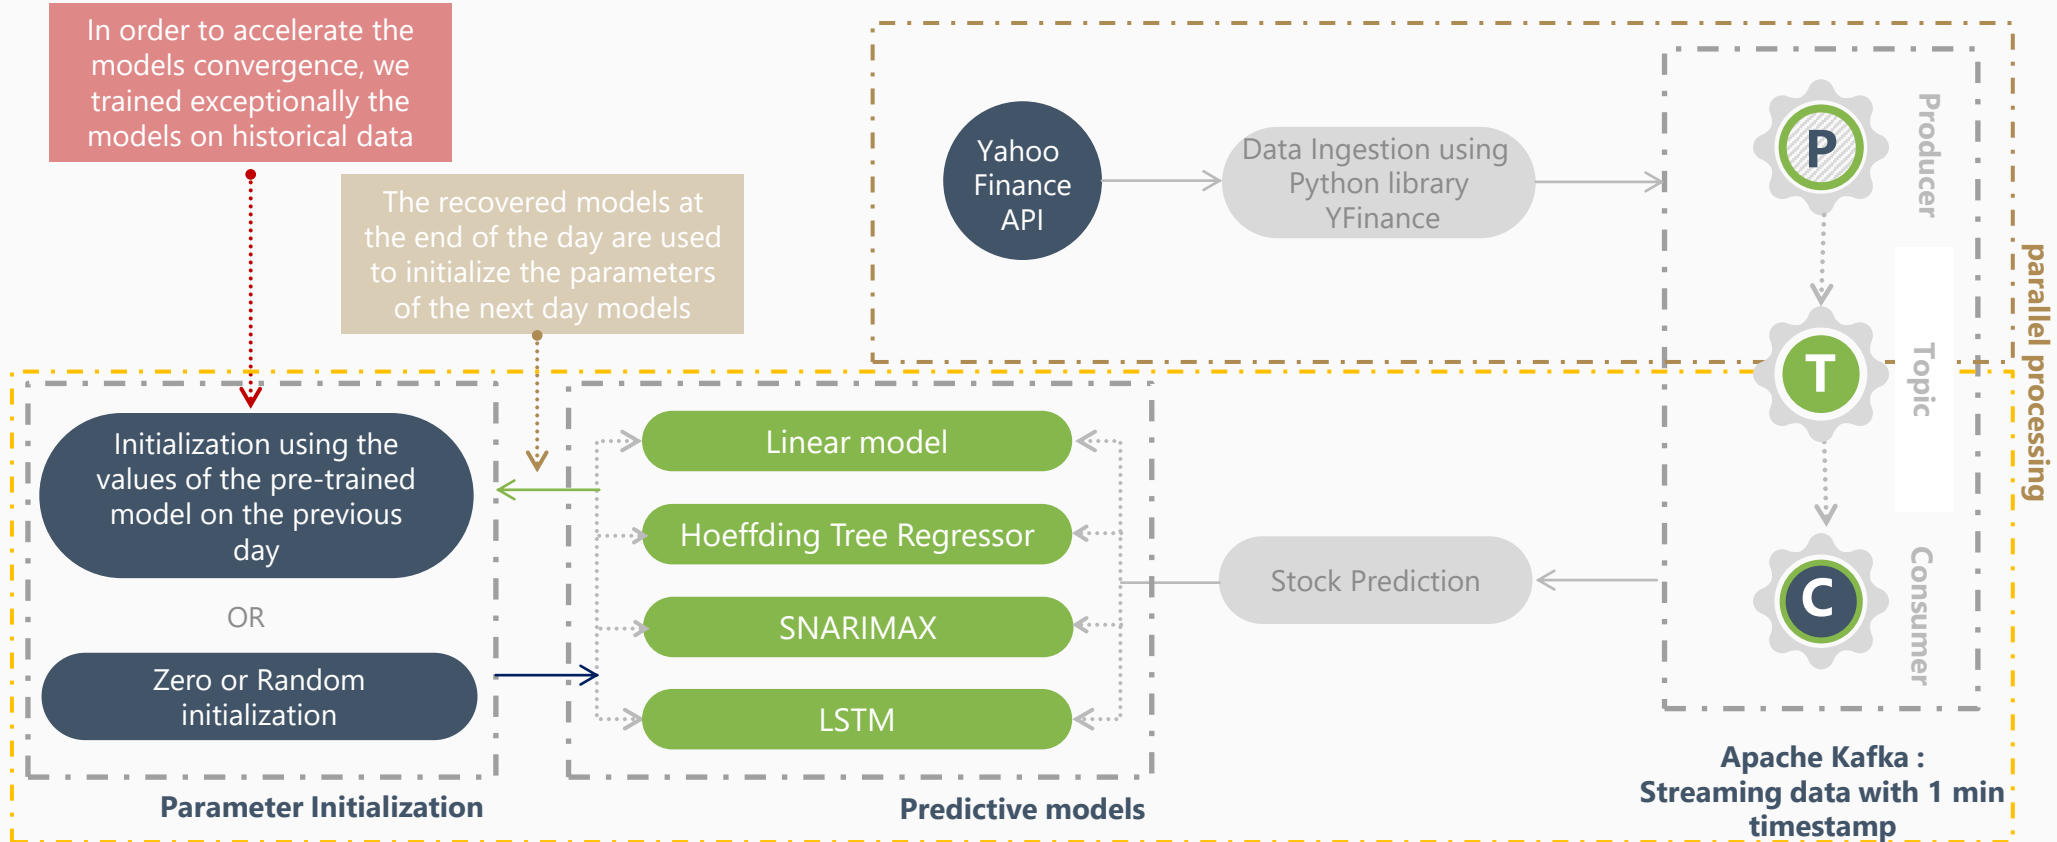 In order to accelerate the
models convergence, we
trained exceptionally the
models on historical data
The recovered models at
the end of the day are used
to initialize the parameters
of the next day models
Yahoo
Finance
API
Data Ingestion using
Python library
YFinance
P
Producer
T
Topic
C
Consumer
parallel processing
Initialization using the
values of the pre-trained
model on the previous
day
OR
Zero or Random
initialization
Linear model
Hoeffding Tree Regressor
SNARIMAX
LSTM
Stock Prediction
Parameter Initialization
Predictive models
Apache Kafka :
Streaming data with 1 min
timestamp